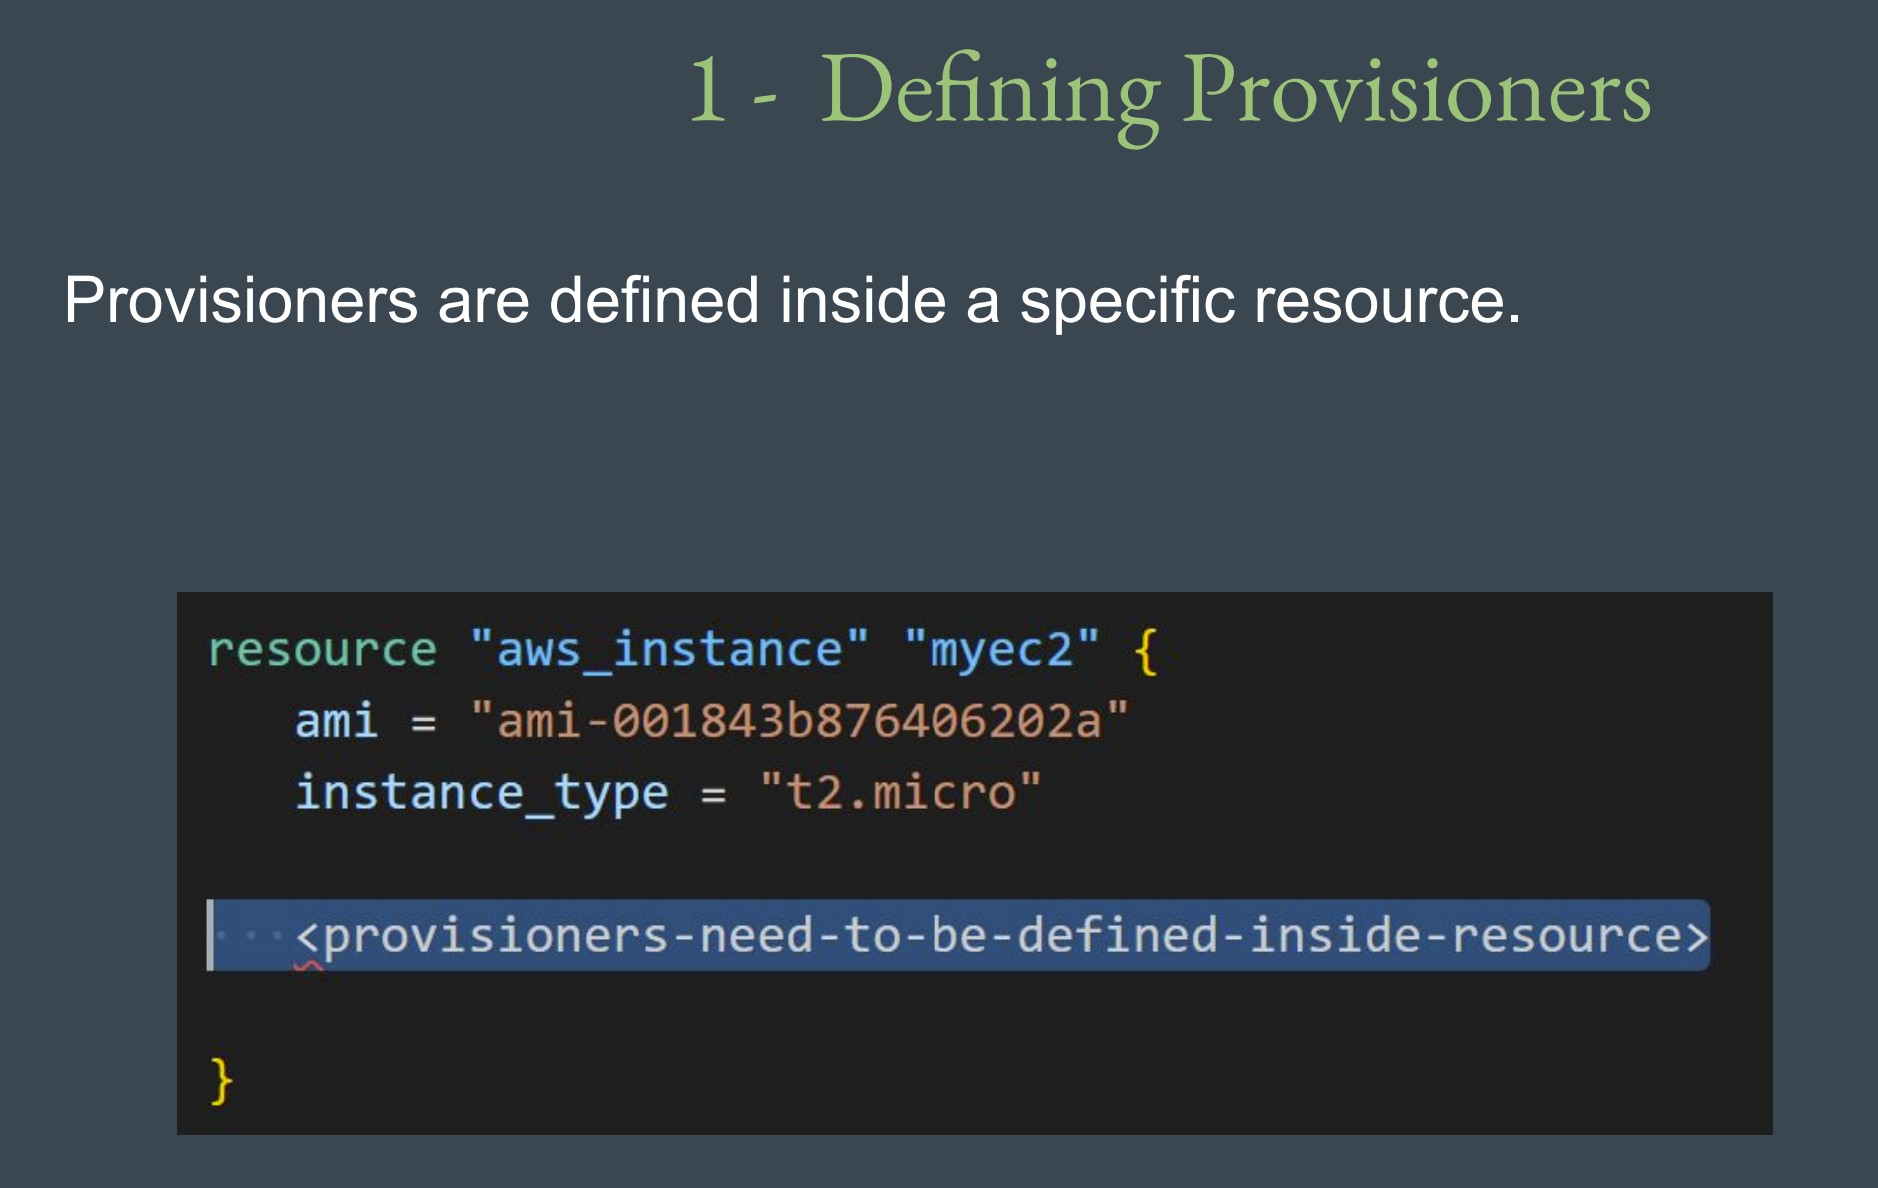 1 - Defining Provisioners
Provisioners are defined inside a specific resource.
resource "aws_instance" "myec2" {
ami = "ami-001843b876406202a"
instance_type = "t2.micro"
<provisioners-need-to-be-defined-inside-resource>
}